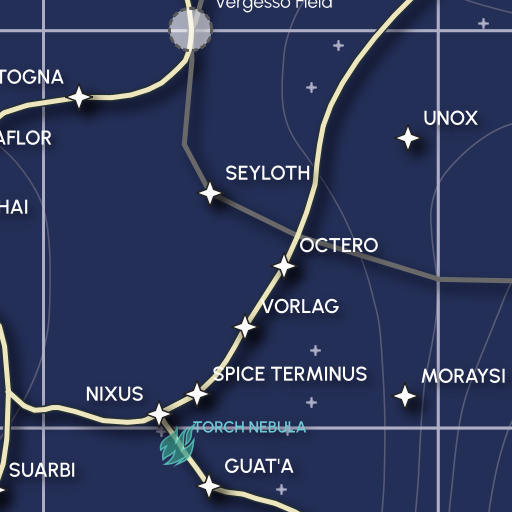 Vergesso Field
TOGNA
UNOX
AFLOR
SEYLOTH
HAI
OCTERO
VORLAG
SPICE TERMINUS
MORAYSI
NIXUS
TORCH NEBULA
GUAT'A
SUARBI